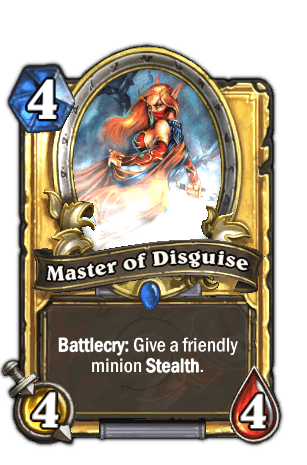 4
Master of Disguise
Battlecry: Give a friendly
minion Stealth.
4
4